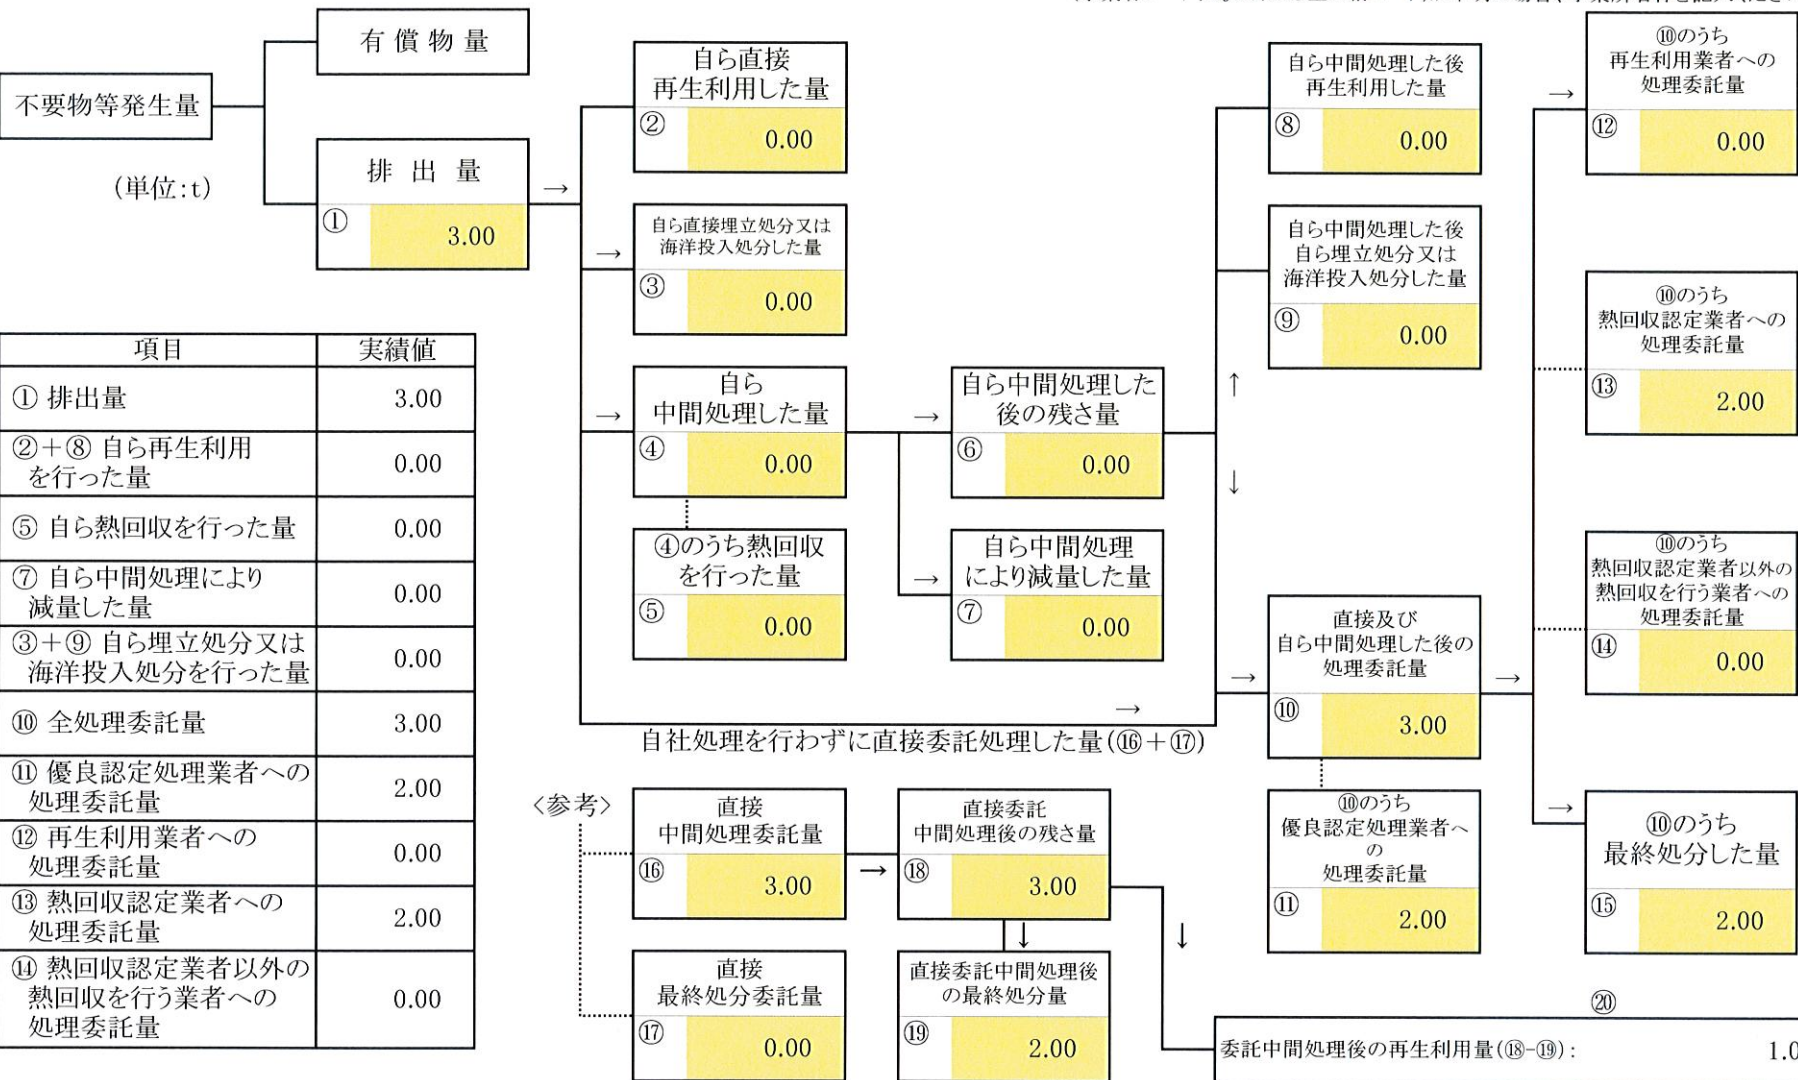 有償物量
不要物等発生量
(単位:t)
排出量
①
3.00
自ら直接
再生利用した量
②
0.00
自ら直接埋立処分又は
海洋投入処分した量
③
0.00
自ら
中間処理した量
④
0.00
④のうち熱回収
を行った量
⑤
0.00
自ら中間処理した
後の残さ量
⑥
0.00
自ら中間処理
により減量した量
⑦
0.00
自ら中間処理した後
再生利用した量
⑧
0.00
自ら中間処理した後
自ら埋立処分又は
海洋投入処分した量
⑨
0.00
直接及び
自ら中間処理した後の
処理委託量
⑩
3.00
⑩のうち
優良認定処理業者へ
の
処理委託量
⑪
2.00
⑩のうち
再生利用業者への
処理委託量
⑫
0.00
⑩のうち
熱回収認定業者への
処理委託量
⑬
2.00
⑩のうち
熱回収認定業者以外の
熱回収を行う業者への
処理委託量
⑭
0.00
⑩のうち
最終処分した量
⑮
2.00
自社処理を行わずに直接委託処理した量(⑯+⑰)
〈参考〉
直接
中間処理委託量
⑯
3.00
直接
最終処分委託量
⑰
0.00
直接委託
中間処理後の残さ量
⑱
3.00
直接委託中間処理後
の最終処分量
⑲
2.00
⑳
委託中間処理後の再生利用量(⑱-⑲): 1.0
項目 実績値
① 排出量 3.00
②+⑧ 自ら再生利用
を行った量 0.00
⑤ 自ら熱回収を行った量 0.00
⑦ 自ら中間処理により
減量した量 0.00
③+⑨ 自ら埋立処分又は
海洋投入処分を行った量 0.00
⑩ 全処理委託量 3.00
⑪ 優良認定処理業者への
処理委託量 2.00
⑫ 再生利用業者への
処理委託量 0.00
⑬ 熱回収認定業者への
処理委託量 2.00
⑭ 熱回収認定業者以外の
熱回収を行う業者への
処理委託量 0.00